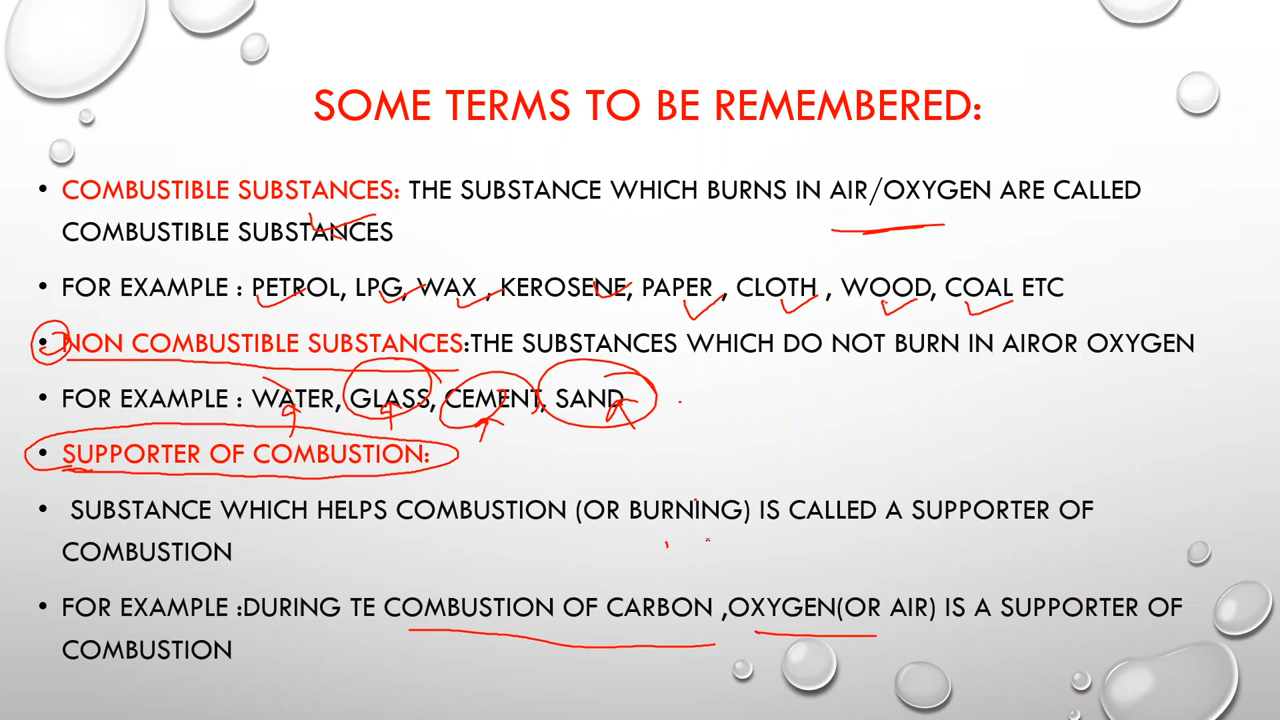 SOME TERMS TO BE REMEMBERED:
• COMBUSTIBLE SUBSTANCES: THE SUBSTANCE WHICH BURNS IN AIR/OXYGEN ARE CALLED
COMBUSTIBLE SUBSTANCES
• FOR EXAMPLE : PETROL, LPG, WAX , KEROSENE, PAPER , CLOTH , WOOD, COAL ETC
• NON COMBUSTIBLE SUBSTANCES:THE SUBSTANCES WHICH DO NOT BURN IN AIROR OXYGEN
• FOR EXAMPLE : WATER, GLASS, CEMENT, SAND
• SUPPORTER OF COMBUSTION:
• SUBSTANCE WHICH HELPS COMBUSTION (OR BURNING) IS CALLED A SUPPORTER OF
COMBUSTION
• FOR EXAMPLE :DURING TE COMBUSTION OF CARBON ,OXYGEN(OR AIR) IS A SUPPORTER OF
COMBUSTION